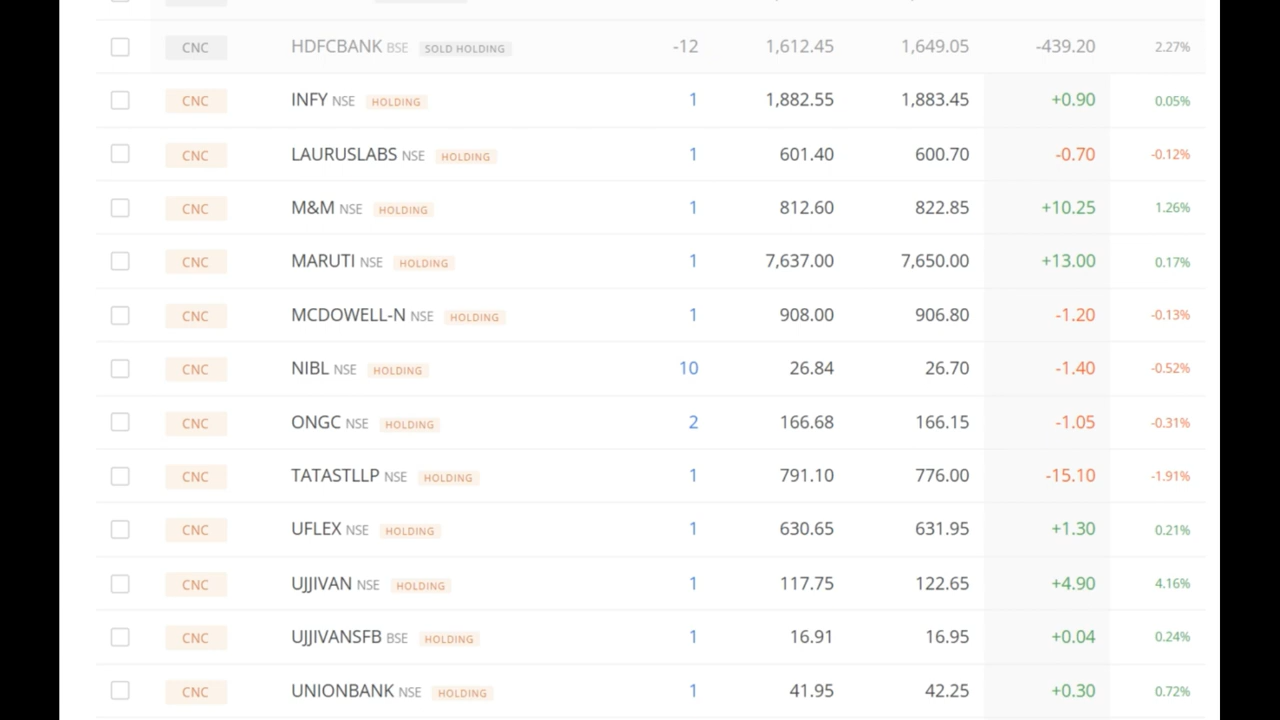 CNC HDFCBANK BSE SOLD HOLDING -12 1,612.45 1,649.05 -439.20 2.27%
CNC INFY NSE HOLDING 1 1,882.55 1,883.45 +0.90 0.05%
CNC LAURUSLABS NSE HOLDING 1 601.40 600.70 -0.70 -0.12%
CNC M&M NSE HOLDING 1 812.60 822.85 +10.25 1.26%
CNC MARUTI NSE HOLDING 1 7,637.00 7,650.00 +13.00 0.17%
CNC MCDOWELL-N NSE HOLDING 1 908.00 906.80 -1.20 -0.13%
CNC NIBL NSE HOLDING 10 26.84 26.70 -1.40 -0.52%
CNC ONGC NSE HOLDING 2 166.68 166.15 -1.05 -0.31%
CNC TATASTLLP NSE HOLDING 1 791.10 776.00 -15.10 -1.91%
CNC UFLEX NSE HOLDING 1 630.65 631.95 +1.30 0.21%
CNC UJJIVAN NSE HOLDING 1 117.75 122.65 +4.90 4.16%
CNC UJJIVANSFB BSE HOLDING 1 16.91 16.95 +0.04 0.24%
CNC UNIONBANK NSE HOLDING 1 41.95 42.25 +0.30 0.72%